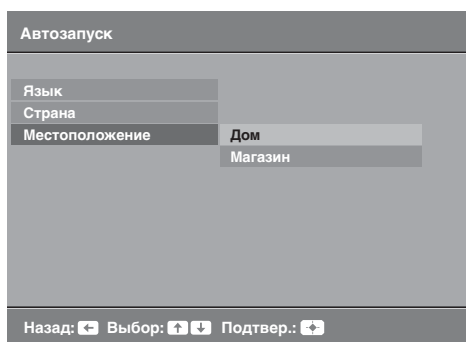 Автозапуск
Язык
Страна
Местоположение Дом
Магазин
Назад: Выбор: Подтвер.: